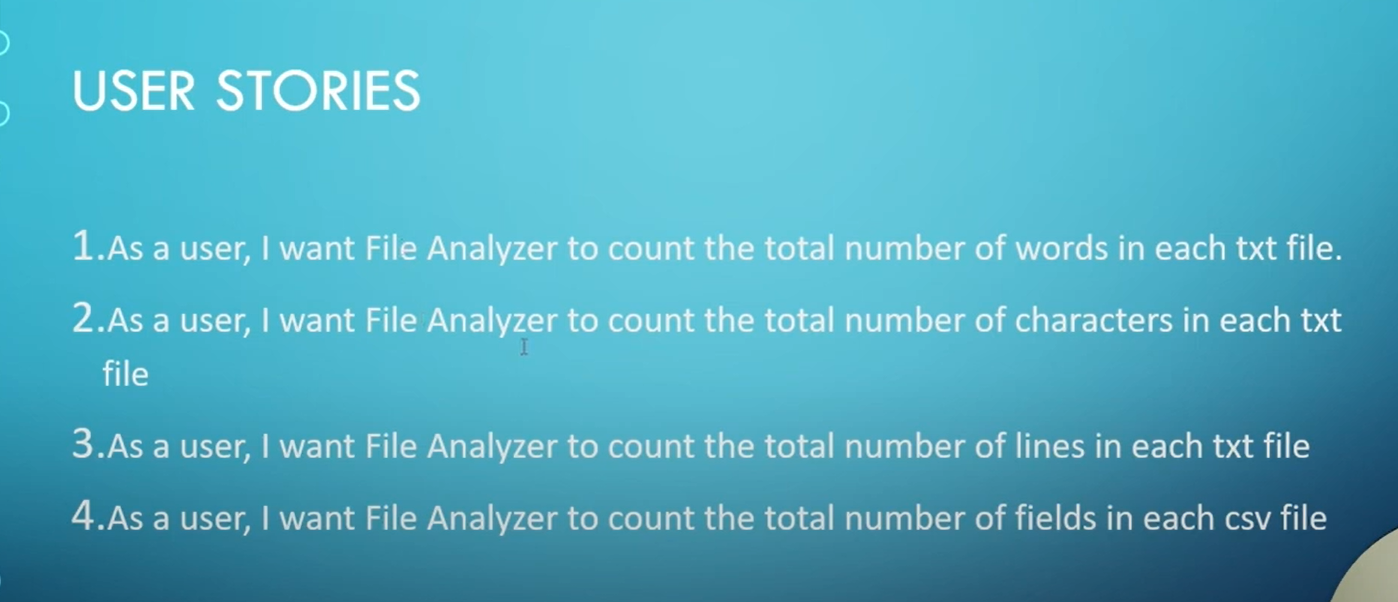 USER STORIES
1.As a user, I want File Analyzer to count the total number of words in each txt file.
2.As a user, I want File Analyzer to count the total number of characters in each txt
file
3.As a user, I want File Analyzer to count the total number of lines in each txt file
4.As a user, I want File Analyzer to count the total number of fields in each csv file